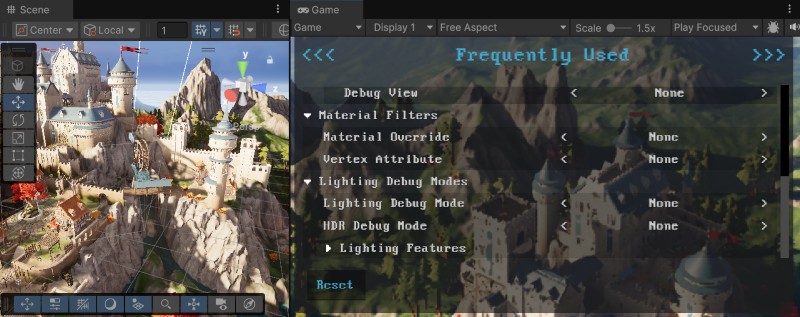 Scene
Game
Center
Local
1
y
Game
Display 1
Free Aspect
Scale
1.5x
Play Focused
<<<
Frequently Used
>>>
Debug View < None >
Material Filters
Material Override < None >
Vertex Attribute < None >
Lighting Debug Modes
Lighting Debug Mode < None >
HDR Debug Mode < None >
Lighting Features
Reset